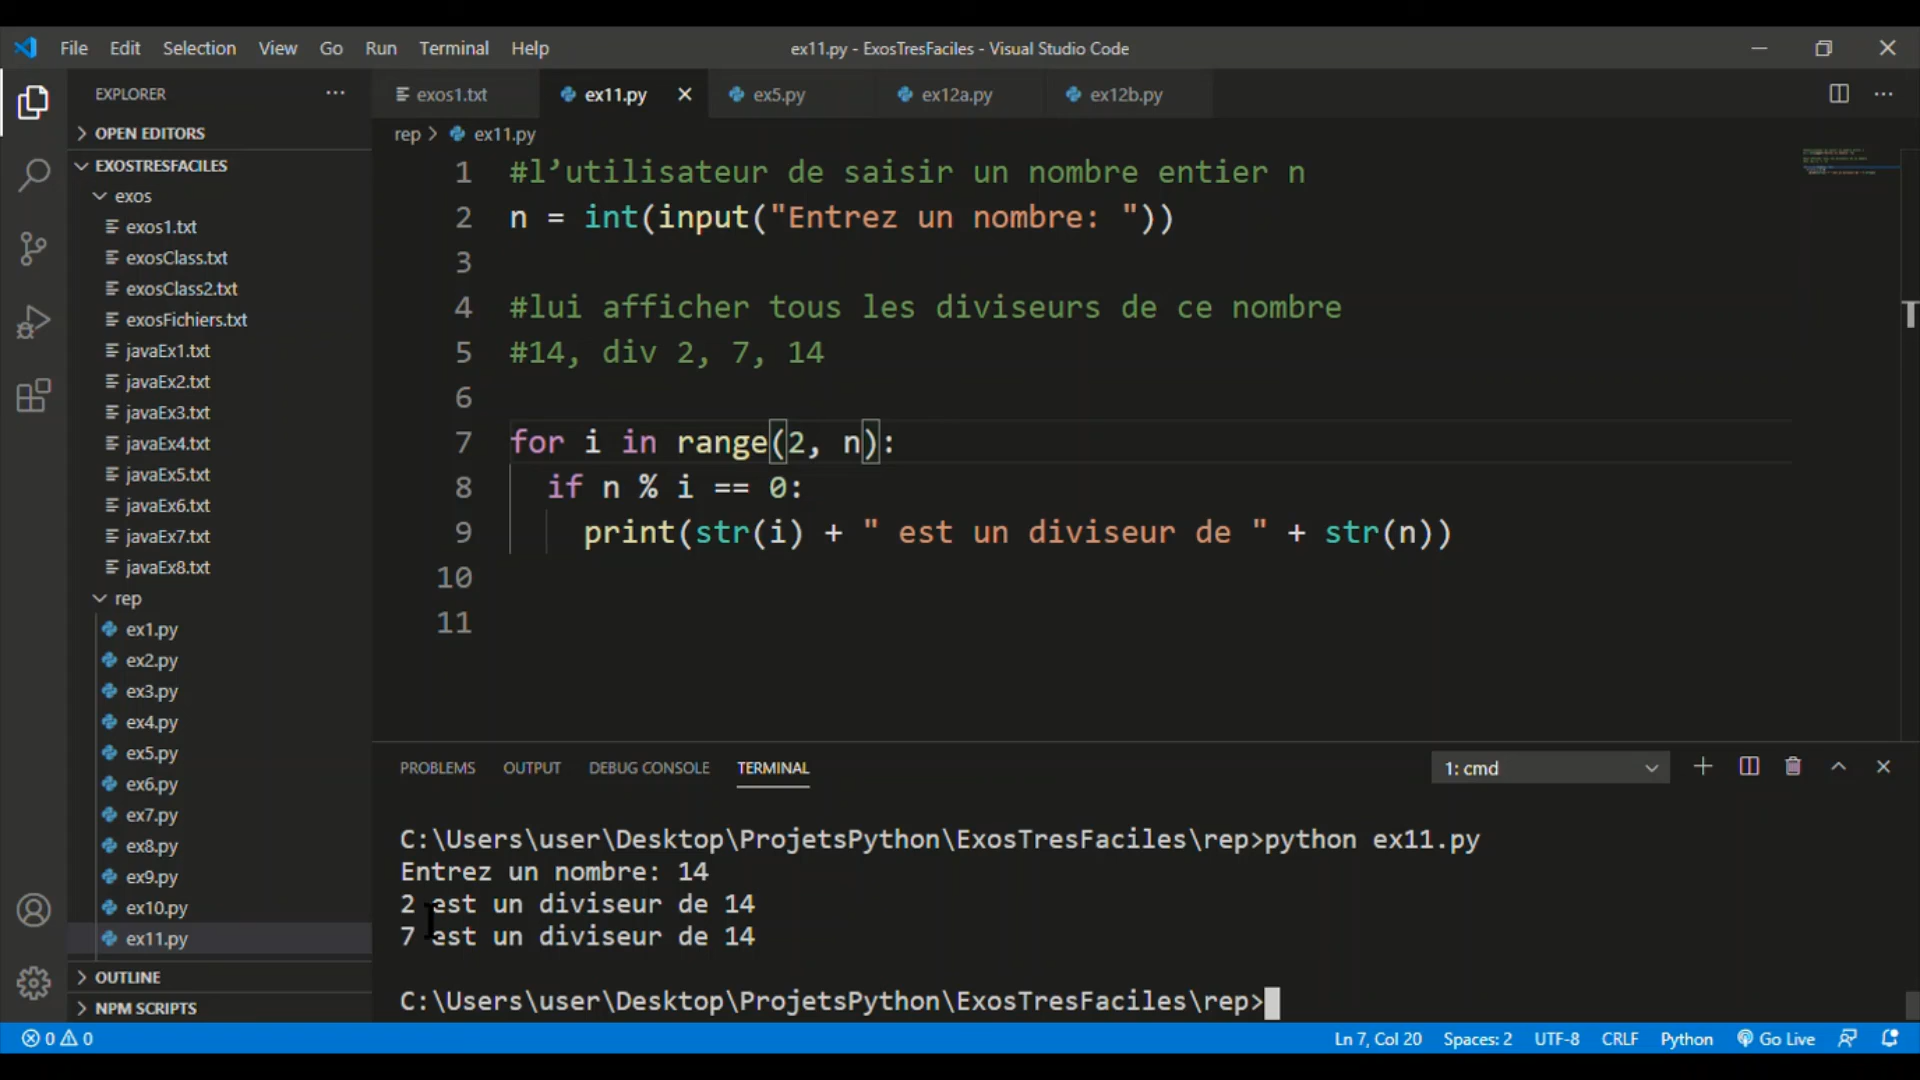 File Edit Selection View Go Run Terminal Help
ex11.py - ExosTresFaciles - Visual Studio Code
EXPLORER
OPEN EDITORS
EXOSTRESFACILES
exos
exos1.txt
exosClass.txt
exosClass2.txt
exosFichiers.txt
javaEx1.txt
javaEx2.txt
javaEx3.txt
javaEx4.txt
javaEx5.txt
javaEx6.txt
javaEx7.txt
javaEx8.txt
rep
ex1.py
ex2.py
ex3.py
ex4.py
ex5.py
ex6.py
ex7.py
ex8.py
ex9.py
ex10.py
ex11.py
OUTLINE
NPM SCRIPTS
exos1.txt ex11.py ex5.py ex12a.py ex12b.py
rep > ex11.py
1 #l’utilisateur de saisir un nombre entier n
2 n = int(input("Entrez un nombre: "))
3
4 #lui afficher tous les diviseurs de ce nombre
5 #14, div 2, 7, 14
6
7 for i in range(2, n):
8 if n % i == 0:
9 print(str(i) + " est un diviseur de " + str(n))
10
11
PROBLEMS OUTPUT DEBUG CONSOLE TERMINAL
1: cmd
C:\Users\user\Desktop\ProjetsPython\ExosTresFaciles\rep>python ex11.py
Entrez un nombre: 14
2 est un diviseur de 14
7 est un diviseur de 14
C:\Users\user\Desktop\ProjetsPython\ExosTresFaciles\rep>
0 0
Ln 7, Col 20 Spaces: 2 UTF-8 CRLF Python Go Live